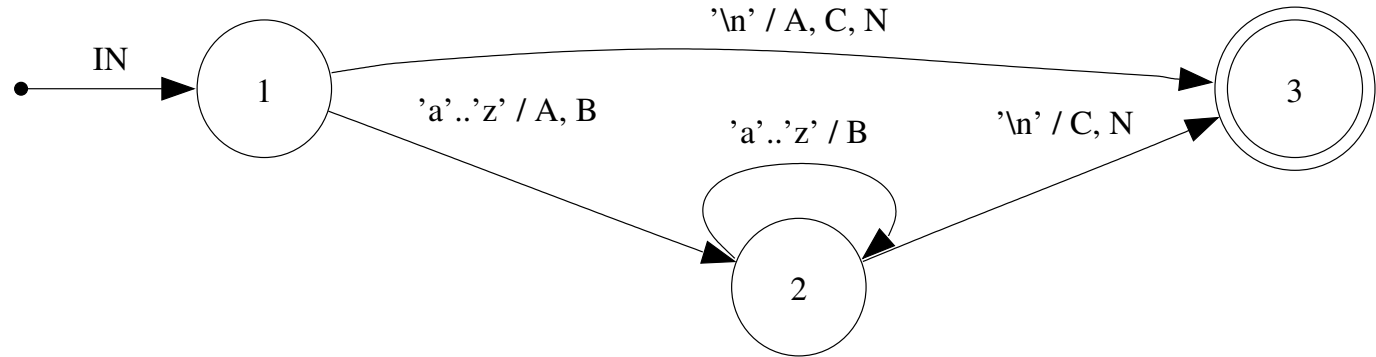 ’\n’ / A, C, N
IN
1
’a’..’z’ / A, B
’a’..’z’ / B
’\n’ / C, N
3
2